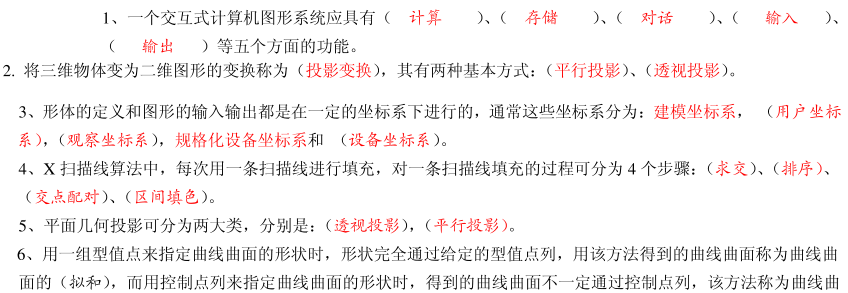 1、一个交互式计算机图形系统应具有（ 计算 ）、（ 存储 ）、（ 对话 ）、（ 输入 ）、
（ 输出 ）等五个方面的功能。
2. 将三维物体变为二维图形的变换称为（投影变换），其有两种基本方式：（平行投影）、（透视投影）。
3、形体的定义和图形的输入输出都是在一定的坐标系下进行的，通常这些坐标系分为：建模坐标系， （用户坐标
系），（观察坐标系），规格化设备坐标系和 （设备坐标系）。
4、X 扫描线算法中，每次用一条扫描线进行填充，对一条扫描线填充的过程可分为 4 个步骤：（求交）、（排序）、
（交点配对）、（区间填色）。
5、平面几何投影可分为两大类，分别是：（透视投影），（平行投影）。
6、用一组型值点来指定曲线曲面的形状时，形状完全通过给定的型值点列，用该方法得到的曲线曲面称为曲线曲
面的（拟和），而用控制点列来指定曲线曲面的形状时，得到的曲线曲面不一定通过控制点列，该方法称为曲线曲